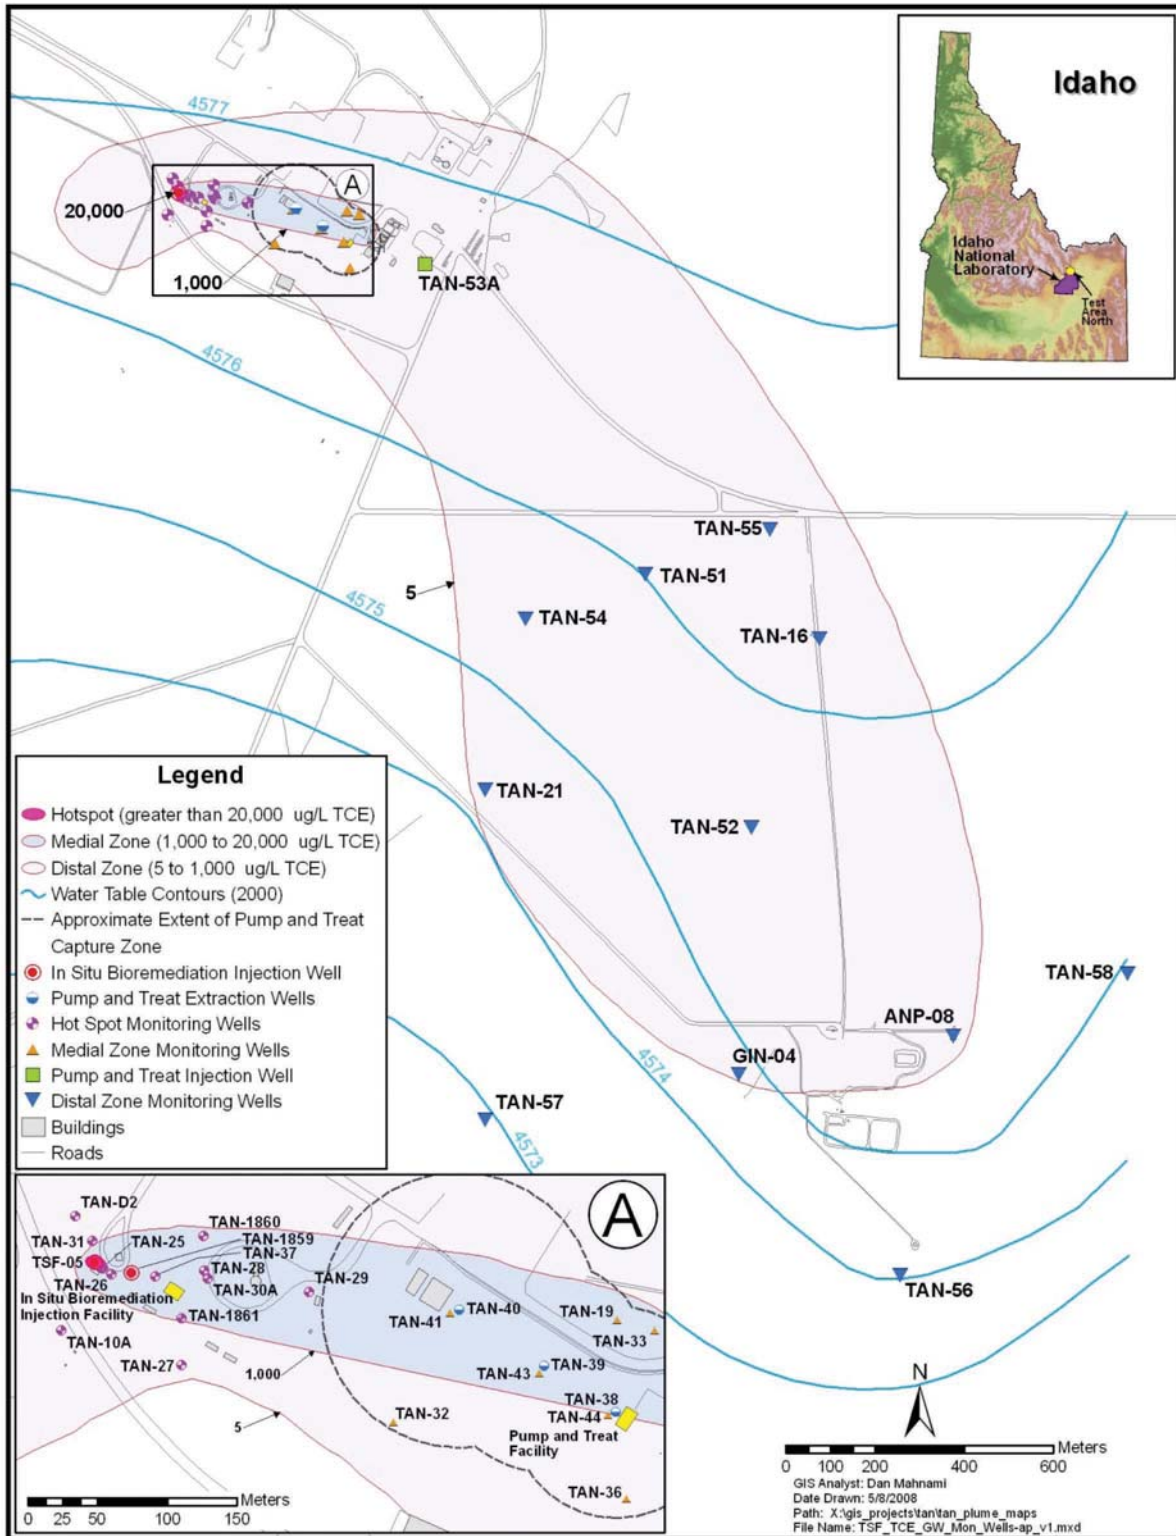 Idaho
Idaho
National
Laboratory
Test
Area
North
4577
A
20,000
1,000
TAN-53A
4576
TAN-55
TAN-51
5
4575
TAN-54
TAN-16
TAN-21
TAN-52
TAN-58
ANP-08
GIN-04
4574
TAN-57
4573
TAN-56
Legend
Hotspot (greater than 20,000 ug/L TCE)
Medial Zone (1,000 to 20,000 ug/L TCE)
Distal Zone (5 to 1,000 ug/L TCE)
Water Table Contours (2000)
Approximate Extent of Pump and Treat
Capture Zone
In Situ Bioremediation Injection Well
Pump and Treat Extraction Wells
Hot Spot Monitoring Wells
Medial Zone Monitoring Wells
Pump and Treat Injection Well
Distal Zone Monitoring Wells
Buildings
Roads
A
TAN-D2
TAN-1860
TAN-31
TAN-25
TAN-1859
TAN-37
TSF-05
TAN-28
TAN-26
TAN-30A
TAN-29
In Situ Bioremediation
Injection Facility
TAN-1861
TAN-10A
TAN-27
TAN-40
TAN-41
TAN-19
TAN-33
1,000
TAN-39
TAN-43
TAN-38
TAN-44
TAN-32
5
Pump and Treat
Facility
TAN-36
Meters
0 25 50 100 150
N
Meters
0 100 200 400 600
GIS Analyst: Dan Mahnami
Date Drawn: 5/8/2008
Path: X:\gis_projects\tan\tan_plume_maps
File Name: TSF_TCE_GW_Mon_Wells-ap_v1.mxd